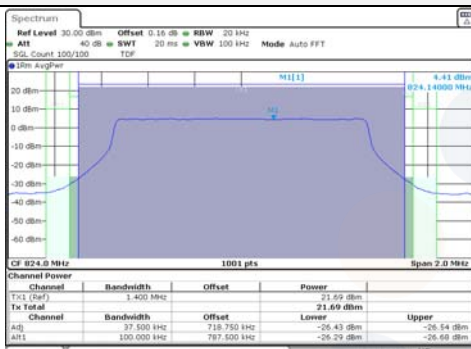 Spectrum
Ref Level 30.00 dBm Offset 0.16 dB RBW 20 kHz
Att 40 dB SWT 20 ms VBW 100 kHz Mode Auto FFT
SGL Count 100/100 TDF
1Rm AvgPwr
M1[1] 4.41 dBm
824.14000 MHz
20 dBm
M1
10 dBm
0 dBm
-10 dBm
-20 dBm
-30 dBm
-40 dBm
-50 dBm
-60 dBm
CF 824.0 MHz 1001 pts Span 2.0 MHz
Channel Power
Channel Bandwidth Offset Power
TX1 (Ref) 1.400 MHz 21.69 dBm
Tx Total 21.69 dBm
Channel Bandwidth Offset Lower Upper
Adj 37.500 kHz 718.750 kHz -26.43 dBm -26.54 dBm
Alt1 100.000 kHz 787.500 kHz -26.29 dBm -26.68 dBm